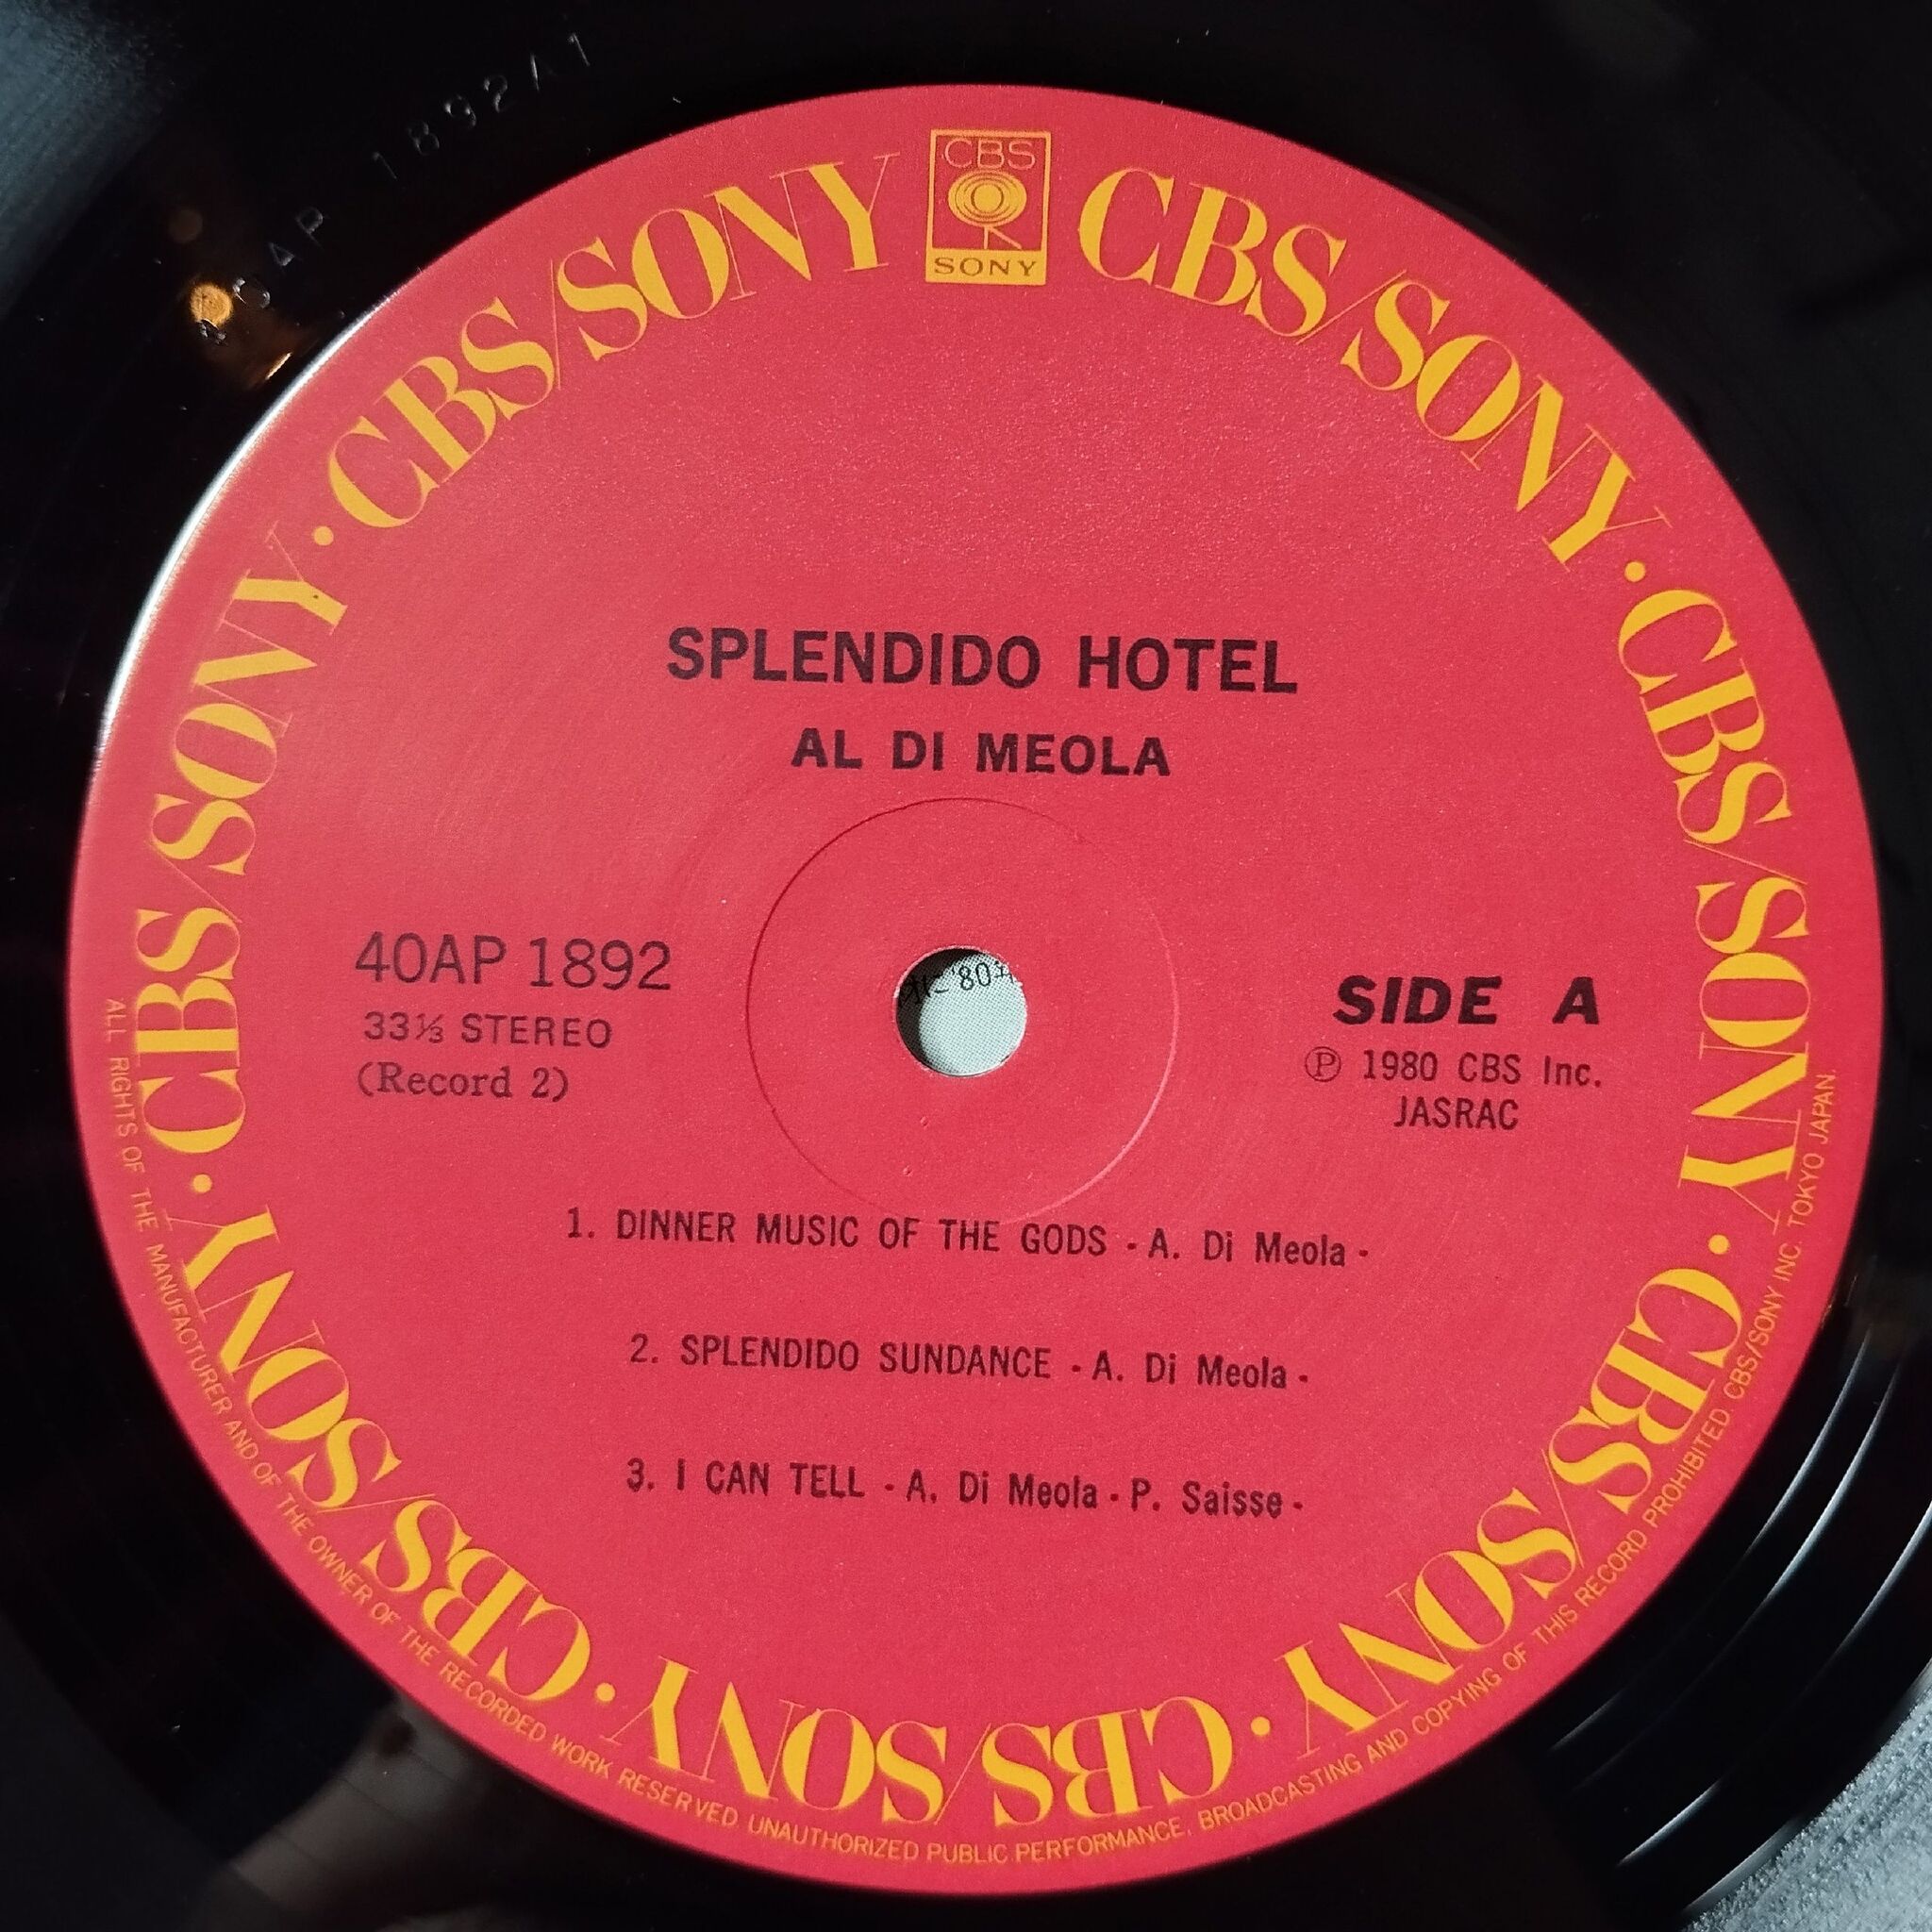 40AP 1892A1
CBS
SONY
CBS/SONY · CBS/SONY · CBS/SONY · CBS/SONY · CBS/SONY · CBS/SONY · CBS/SONY
SPLENDIDO HOTEL
AL DI MEOLA
40AP 1892
33⅓ STEREO
(Record 2)
'80
SIDE A
Ⓟ 1980 CBS Inc.
JASRAC
1. DINNER MUSIC OF THE GODS - A. Di Meola -
2. SPLENDIDO SUNDANCE - A. Di Meola -
3. I CAN TELL - A. Di Meola - P. Saisse -
ALL RIGHTS OF THE MANUFACTURER AND OF THE OWNER OF THE RECORDED WORK RESERVED UNAUTHORIZED PUBLIC PERFORMANCE, BROADCASTING AND COPYING OF THIS RECORD PROHIBITED. CBS/SONY INC. TOKYO JAPAN.